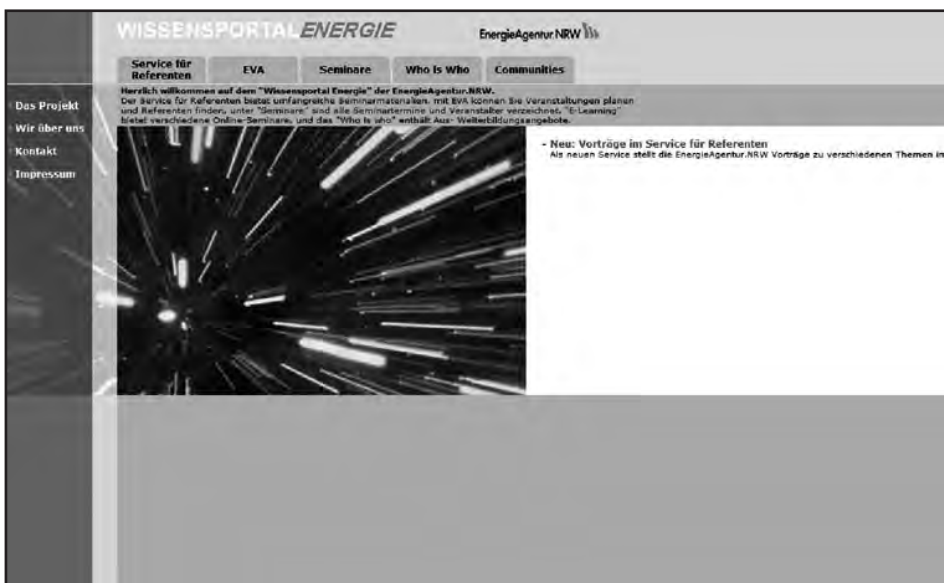 WISSENSPORTAL ENERGIE
EnergieAgentur.NRW
Service für Referenten
EVA
Seminare
Who is Who
Communities
Das Projekt
Wir über uns
Kontakt
Impressum
Herzlich willkommen auf dem "Wissensportal Energie" der EnergieAgentur.NRW.
Der Service für Referenten bietet umfangreiche Seminarmaterialien, mit EVA können Sie Veranstaltungen planen
und Referenten finden, unter "Seminare" sind alle Seminartermine und Veranstalter verzeichnet, "E-Learning"
bietet verschiedene Online-Seminare, und das "Who is who" enthält Aus- Weiterbildungsangebote.
- Neu: Vorträge im Service für Referenten
Als neuen Service stellt die EnergieAgentur.NRW Vorträge zu verschiedenen Themen in